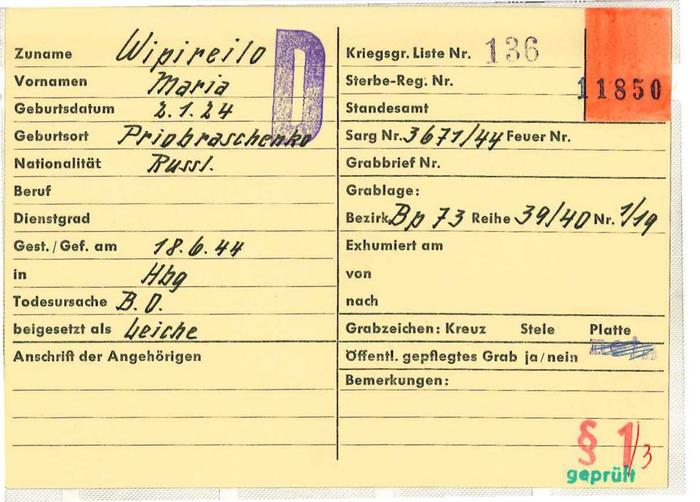 Zuname Wipireilo
Vornamen Maria
Geburtsdatum 2.1.24
Geburtsort Priobraschenko
Nationalität Russl.
Beruf
Dienstgrad
Gest./Gef. am 18.6.44
in Hbg
Todesursache B.O.
beigesetzt als Leiche
Anschrift der Angehörigen
D
Kriegsgr. Liste Nr. 136
11850
Sterbe-Reg. Nr.
Standesamt
Sarg Nr. 3671/44 Feuer Nr.
Grabbrief Nr.
Grablage:
Bezirk Bp 73 Reihe 39/40 Nr. 1/19
Exhumiert am
von
nach
Grabzeichen: Kreuz Stele Platte
Öffentl. gepflegtes Grab ja/nein
Bemerkungen:
§ 1/3
geprüft